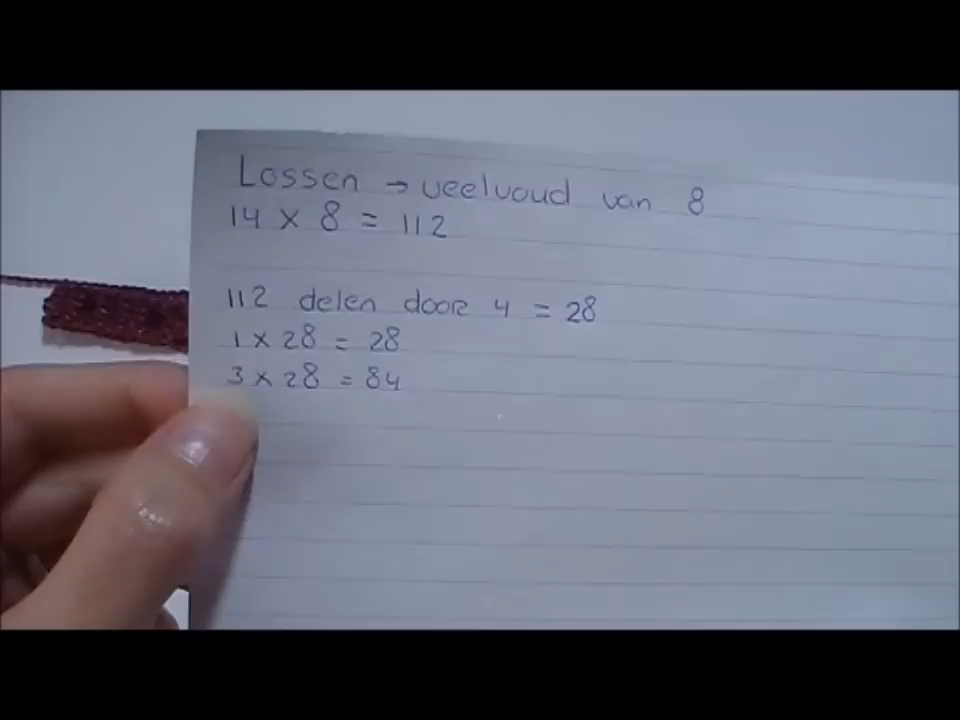 Lossen → veelvoud van 8
14 x 8 = 112
112 delen door 4 = 28
1 x 28 = 28
3 x 28 = 84